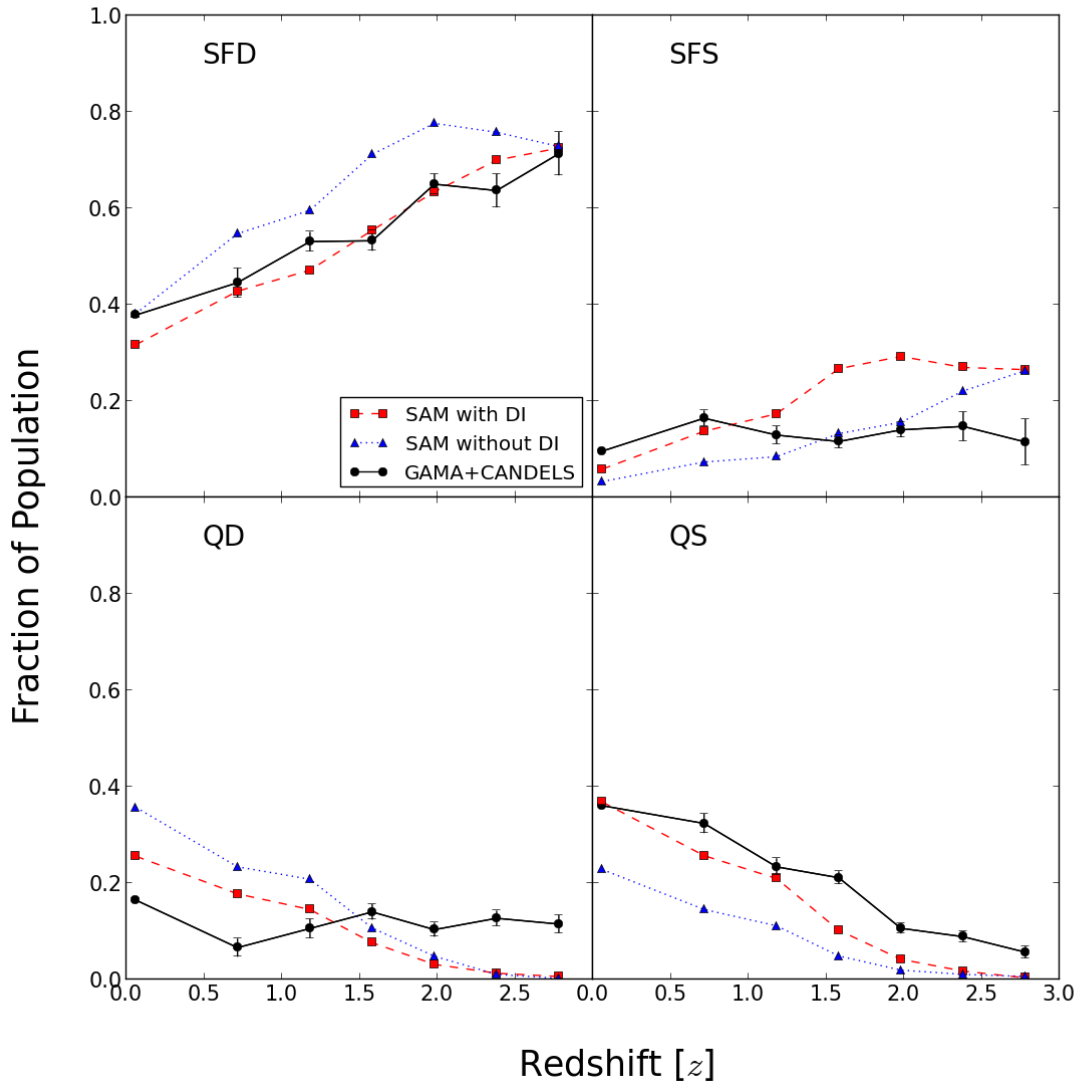 SFD
SFS
1.0
0.8
0.6
0.4
0.2
0.0
SAM with DI
SAM without DI
GAMA+CANDELS
QD
QS
0.8
0.6
0.4
0.2
0.0
0.0 0.5 1.0 1.5 2.0 2.5 0.0 0.5 1.0 1.5 2.0 2.5 3.0
Fraction of Population
Redshift [z]